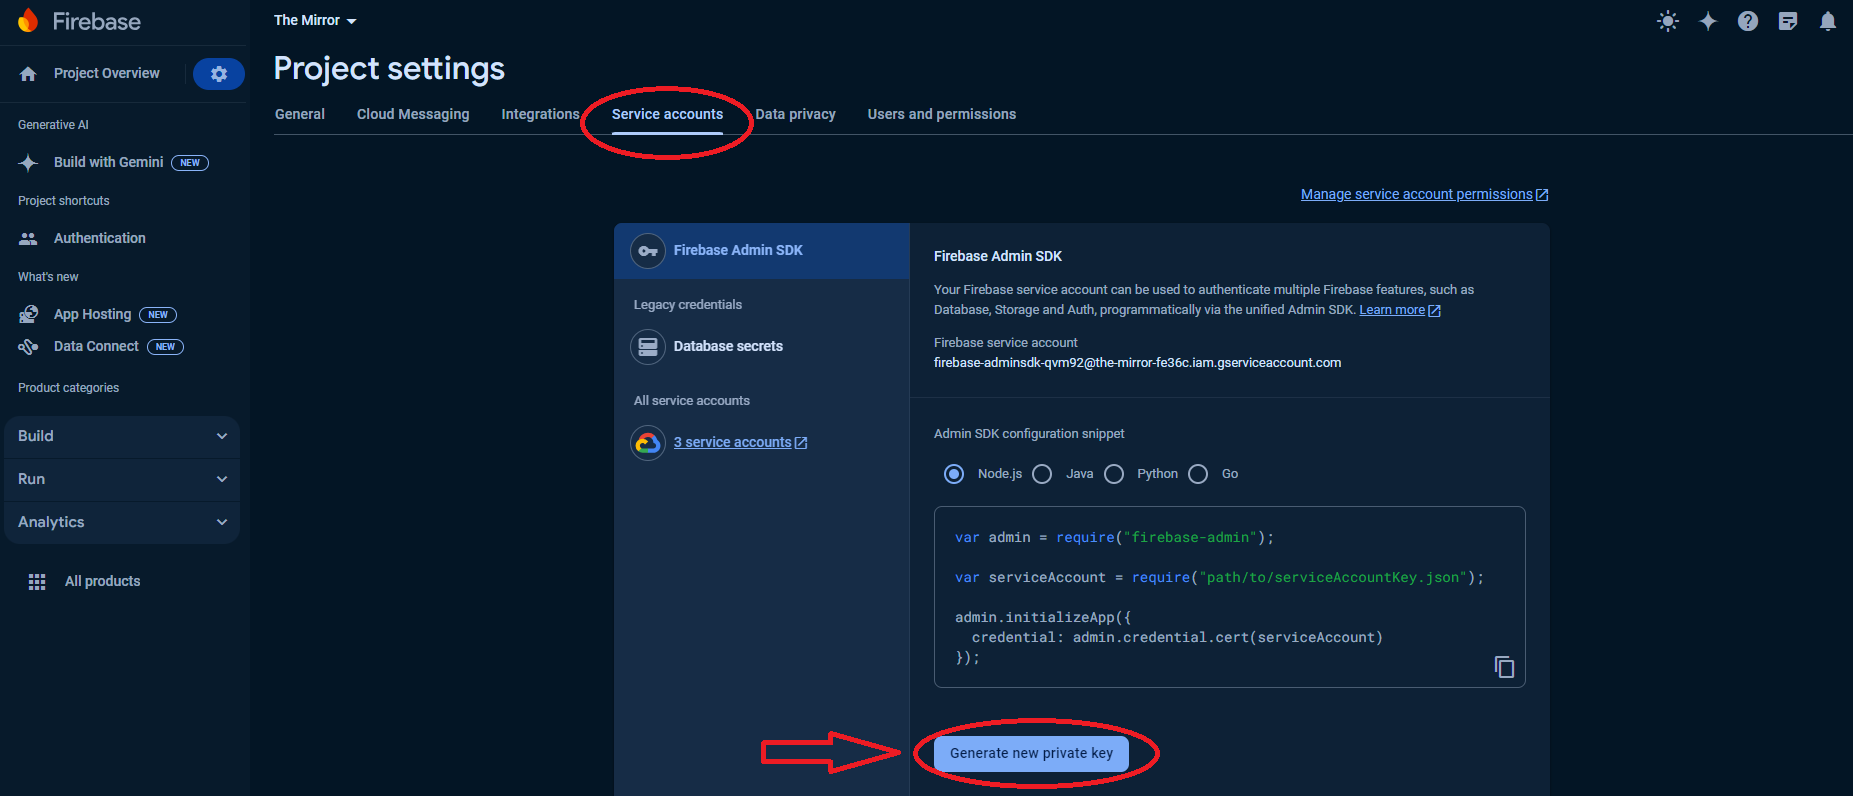 Firebase
The Mirror
Project Overview
Project settings
General
Cloud Messaging
Integrations
Service accounts
Data privacy
Users and permissions
Generative AI
Build with Gemini NEW
Project shortcuts
Authentication
What's new
App Hosting NEW
Data Connect NEW
Product categories
Build
Run
Analytics
All products
Manage service account permissions
Firebase Admin SDK
Legacy credentials
Database secrets
All service accounts
3 service accounts
Firebase Admin SDK
Your Firebase service account can be used to authenticate multiple Firebase features, such as
Database, Storage and Auth, programmatically via the unified Admin SDK. Learn more
Firebase service account
firebase-adminsdk-qvm92@the-mirror-fe36c.iam.gserviceaccount.com
Admin SDK configuration snippet
Node.js
Java
Python
Go
var admin = require("firebase-admin");
var serviceAccount = require("path/to/serviceAccountKey.json");
admin.initializeApp({
credential: admin.credential.cert(serviceAccount)
});
Generate new private key